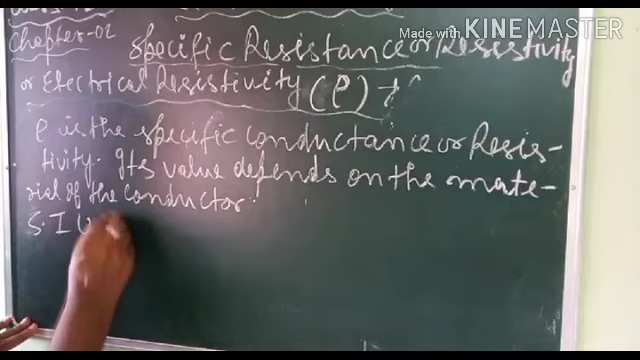 Made with KINEMASTER
Chapter-02
Specific Resistance or Resistivity
or Electrical Resistivity (ρ) :-
ρ is the specific conductance or Resis-
tivity. Its value depends on the mate-
rial of the conductor.
S.I U